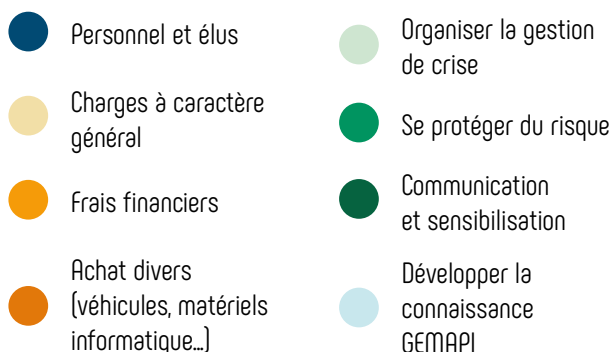 Personnel et élus
Charges à caractère
général
Frais financiers
Achat divers
(véhicules, matériels
informatique...)
Organiser la gestion
de crise
Se protéger du risque
Communication
et sensibilisation
Développer la
connaissance
GEMAPI